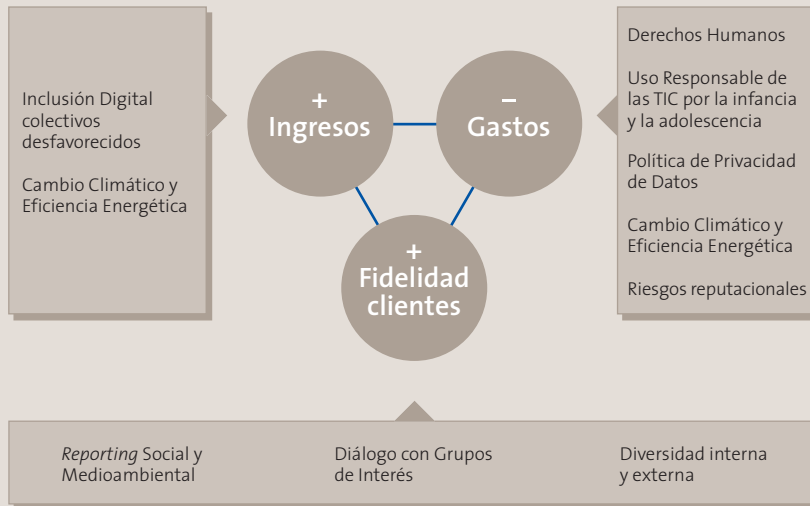 Inclusión Digital
colectivos
desfavorecidos
Cambio Climático y
Eficiencia Energética
+
Ingresos
–
Gastos
+
Fidelidad
clientes
Derechos Humanos
Uso Responsable de
las TIC por la infancia
y la adolescencia
Política de Privacidad
de Datos
Cambio Climático y
Eficiencia Energética
Riesgos reputacionales
Reporting Social y
Medioambiental
Diálogo con Grupos
de Interés
Diversidad interna
y externa